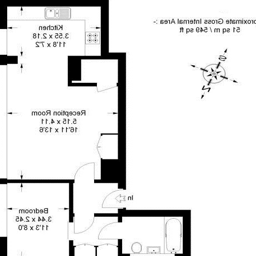 Kitchen
3.55 x 2.18
11'8 x 7'2
roximate Gross Internal Area :-
51 sq m / 549 sq ft
N
E
S
W
Reception Room
5.15 x 4.11
16'11 x 13'6
In
Bedroom
3.44 x 2.45
11'3 x 8'0